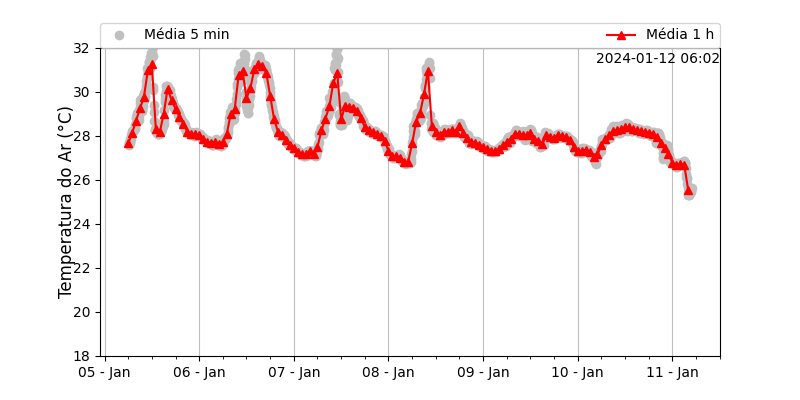 Média 5 min
Média 1 h
2024-01-12 06:02
Temperatura do Ar (°C)
32
30
28
26
24
22
20
18
05 - Jan
06 - Jan
07 - Jan
08 - Jan
09 - Jan
10 - Jan
11 - Jan